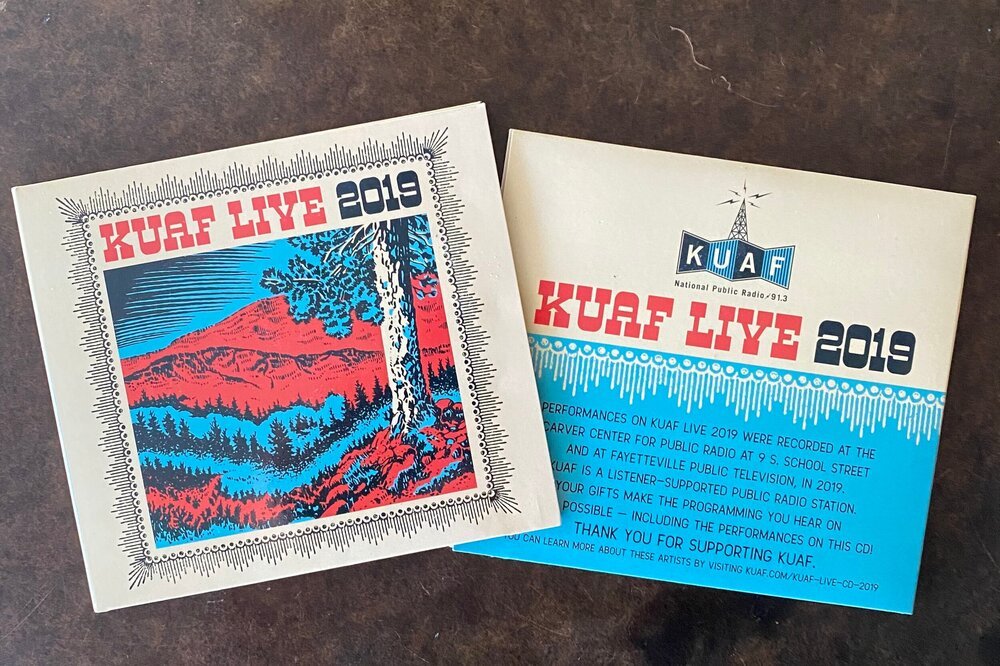 KUAF LIVE 2019
KUAF
National Public Radio/91.3
KUAF LIVE 2019
PERFORMANCES ON KUAF LIVE 2019 WERE RECORDED AT THE
CARVER CENTER FOR PUBLIC RADIO AT 9 S. SCHOOL STREET
AND AT FAYETTEVILLE PUBLIC TELEVISION, IN 2019.
KUAF IS A LISTENER-SUPPORTED PUBLIC RADIO STATION.
YOUR GIFTS MAKE THE PROGRAMMING YOU HEAR ON
POSSIBLE — INCLUDING THE PERFORMANCES ON THIS CD!
THANK YOU FOR SUPPORTING KUAF.
YOU CAN LEARN MORE ABOUT THESE ARTISTS BY VISITING KUAF.COM/KUAF-LIVE-CD-2019